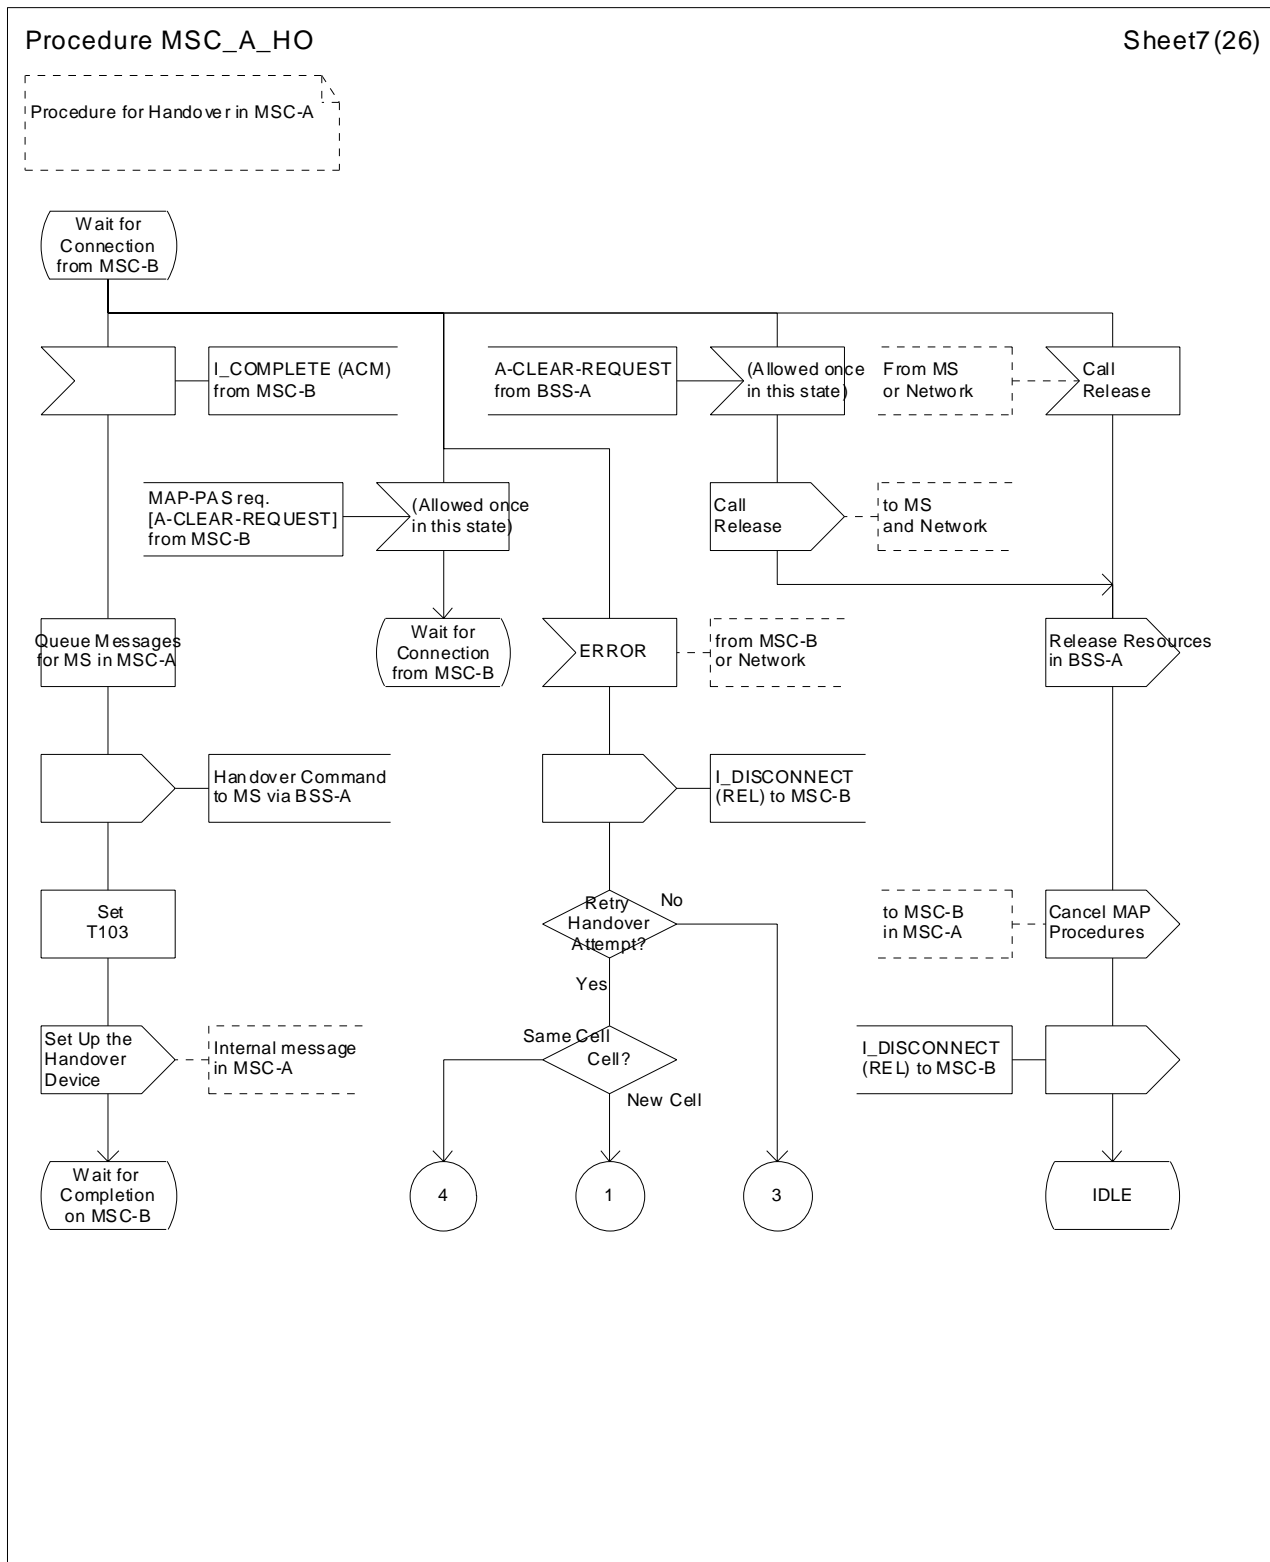 Procedure MSC_A_HO
Sheet7(26)
Procedure for Handover in MSC-A
Wait for
Connection
from MSC-B
I_COMPLETE (ACM)
from MSC-B
A-CLEAR-REQUEST
from BSS-A
(Allowed once
in this state)
From MS
or Network
Call
Release
MAP-PAS req.
[A-CLEAR-REQUEST]
from MSC-B
(Allowed once
in this state)
Call
Release
to MS
and Network
Queue Messages
for MS in MSC-A
Wait for
Connection
from MSC-B
ERROR
from MSC-B
or Network
Release Resources
in BSS-A
Handover Command
to MS via BSS-A
I_DISCONNECT
(REL) to MSC-B
Set
T103
Retry
Handover
Attempt?
No
Yes
to MSC-B
in MSC-A
Cancel MAP
Procedures
Set Up the
Handover
Device
Internal message
in MSC-A
Same Cell
Cell?
New Cell
I_DISCONNECT
(REL) to MSC-B
Wait for
Completion
on MSC-B
4
1
3
IDLE